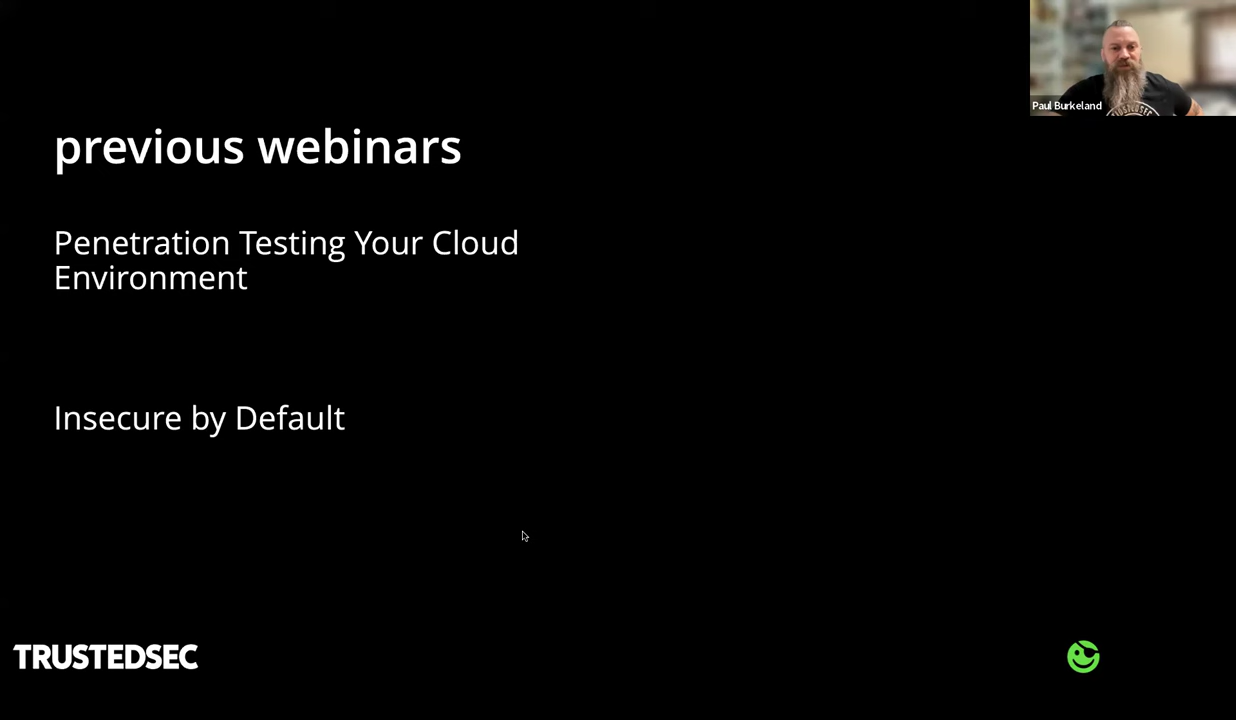 previous webinars
Penetration Testing Your Cloud
Environment
Insecure by Default
Paul Burkeland
TRUSTEDSEC